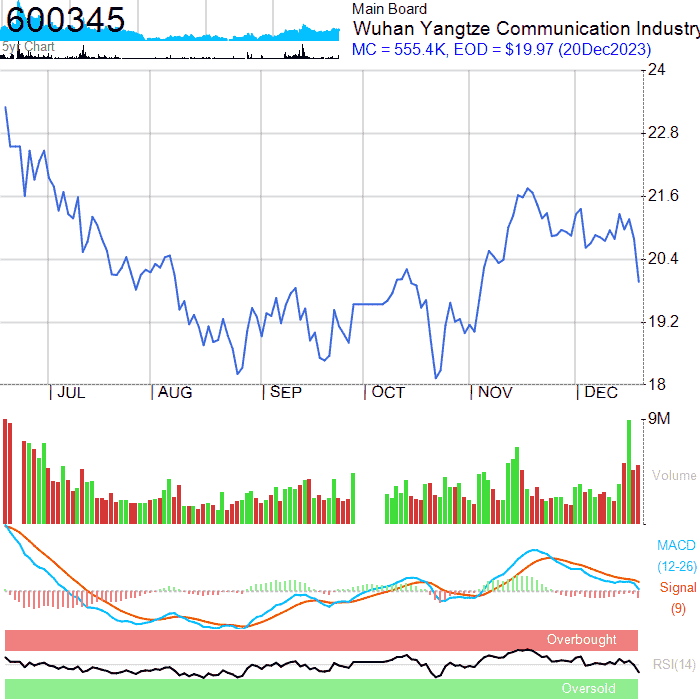 600345
5yr Chart
Main Board
Wuhan Yangtze Communication Industry
MC = 555.4K, EOD = $19.97 (20Dec2023)
24
22.8
21.6
20.4
19.2
18
JUL
AUG
SEP
OCT
NOV
DEC
9M
Volume
MACD
(12-26)
Signal
(9)
Overbought
RSI(14)
Oversold